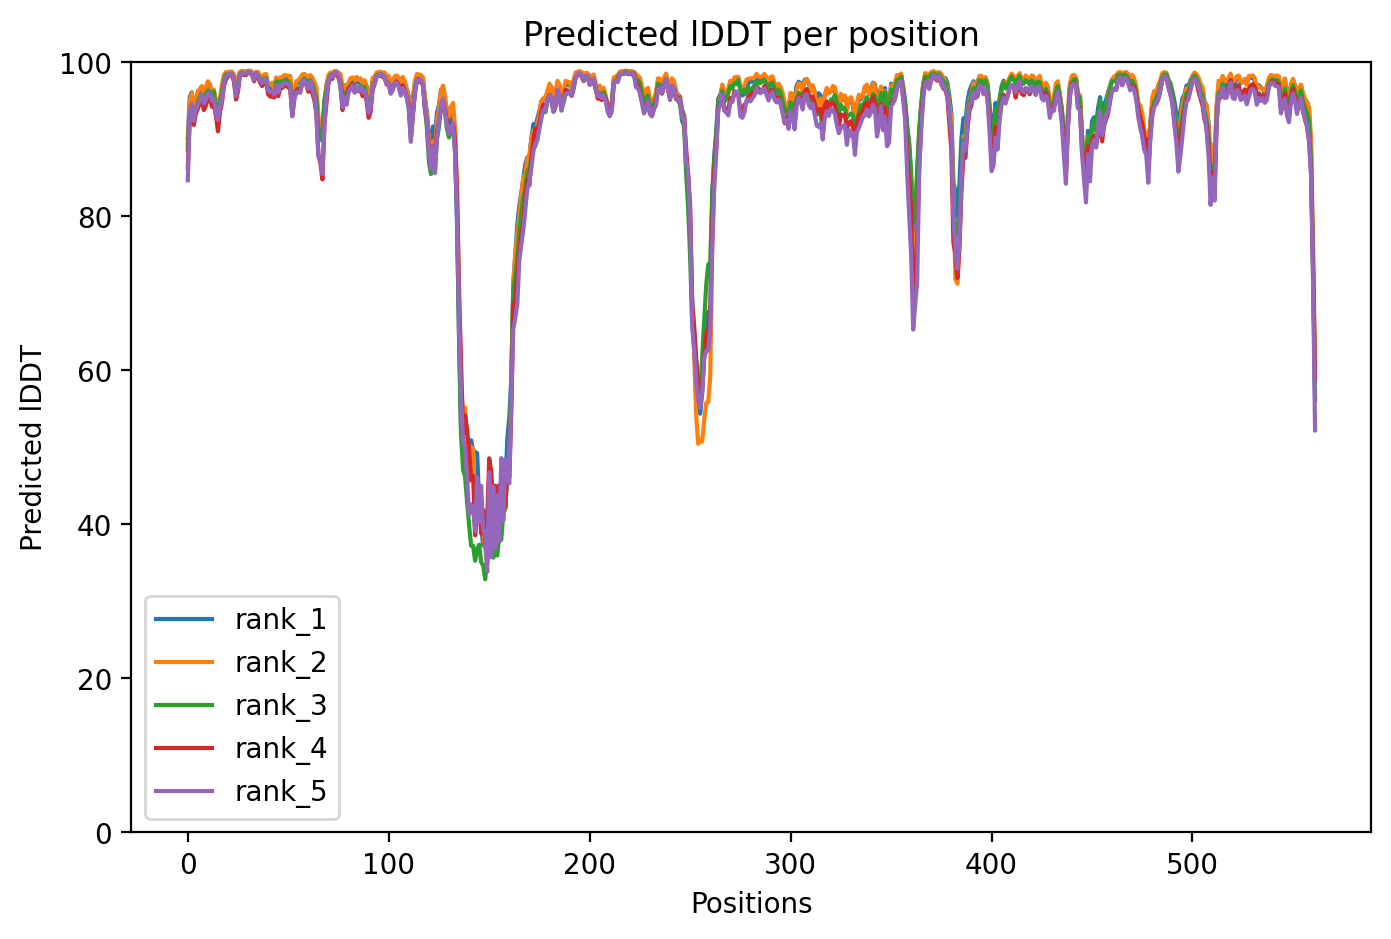 Predicted lDDT per position
100
80
60
40
20
0
Predicted lDDT
rank_1
rank_2
rank_3
rank_4
rank_5
0 100 200 300 400 500
Positions